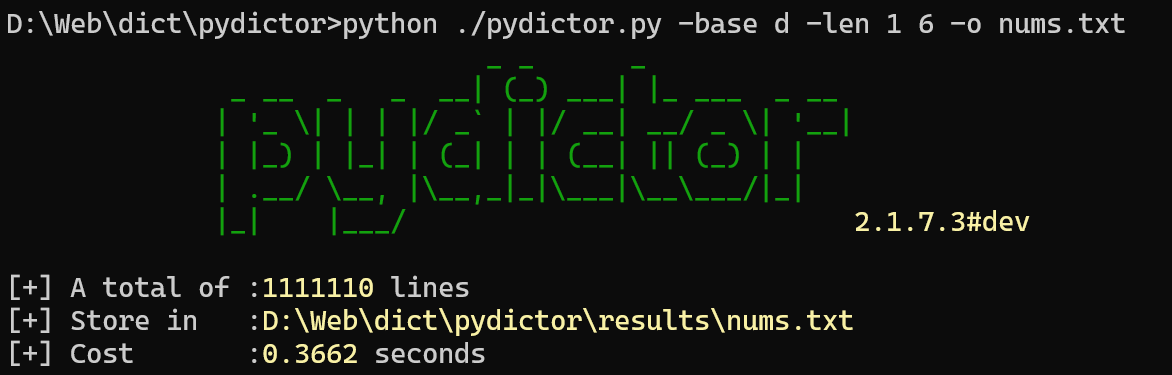 D:\Web\dict\pydictor>python ./pydictor.py -base d -len 1 6 -o nums.txt
pydictor
2.1.7.3#dev
[+] A total of :1111110 lines
[+] Store in   :D:\Web\dict\pydictor\results\nums.txt
[+] Cost       :0.3662 seconds